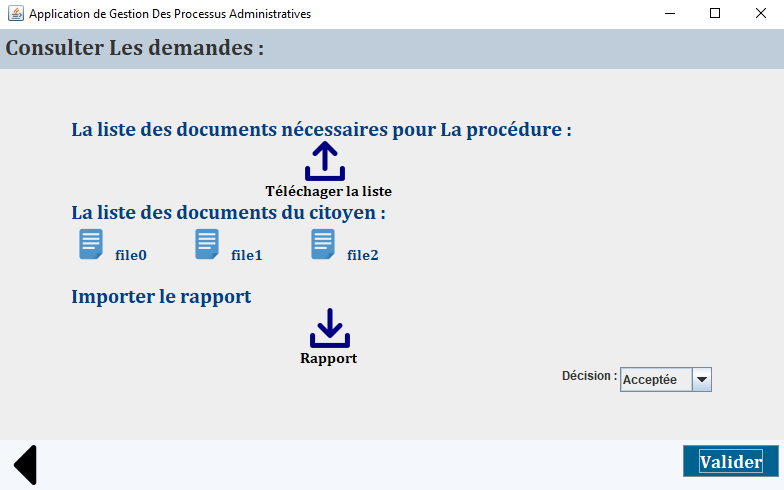 Application de Gestion Des Processus Administratives
Consulter Les demandes :
La liste des documents nécessaires pour La procédure :
Téléchager la liste
La liste des documents du citoyen :
file0 file1 file2
Importer le rapport
Rapport
Décision : Acceptée
Valider